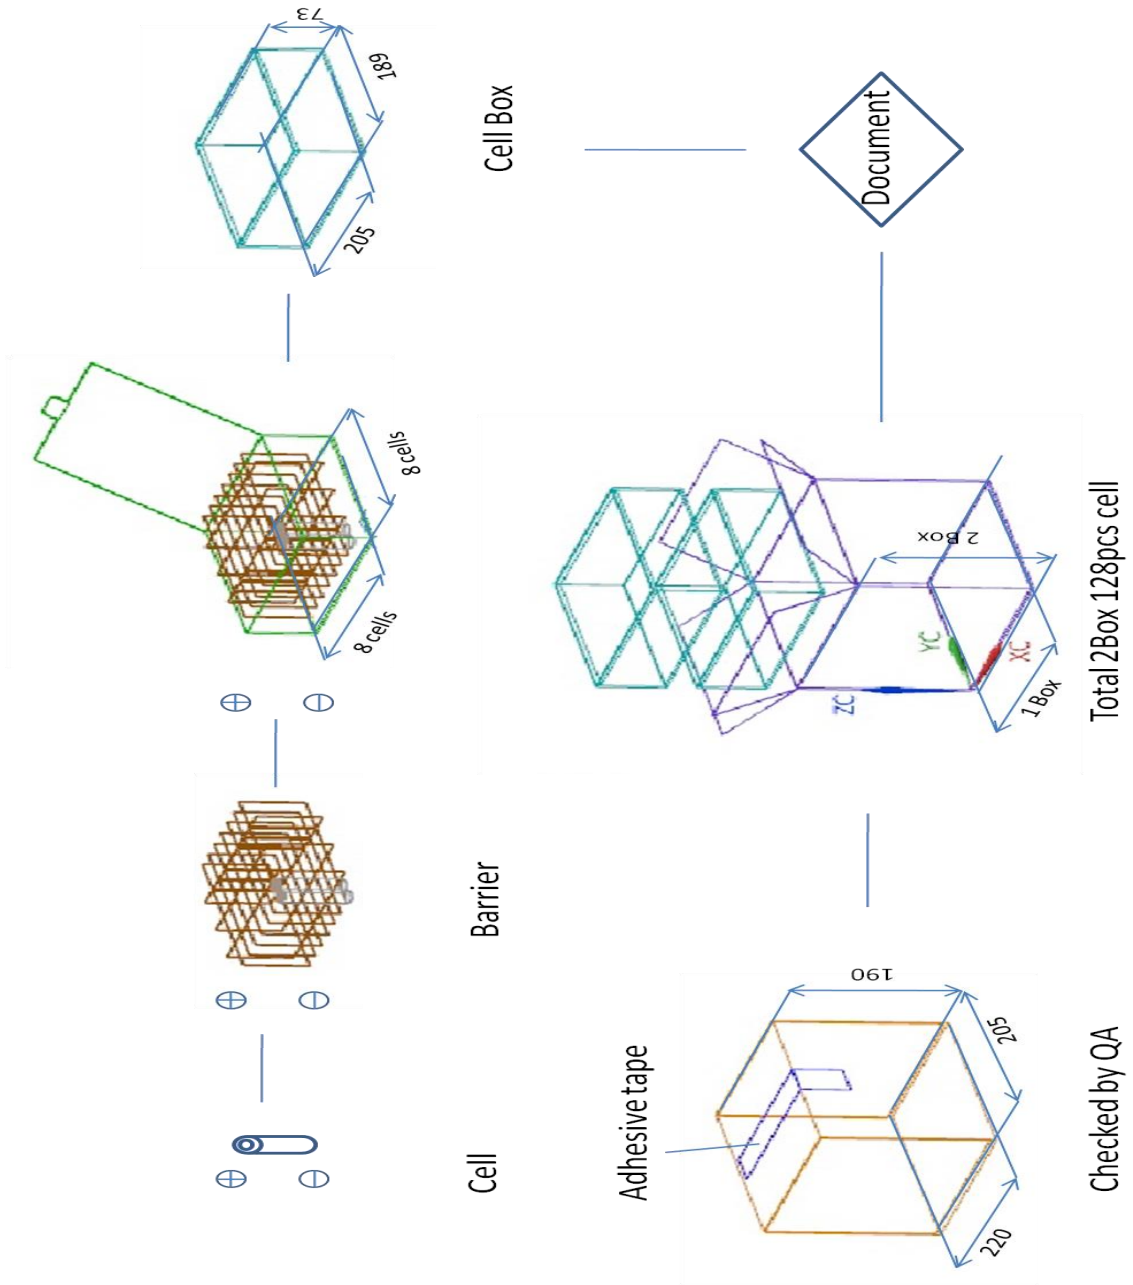 Cell
Barrier
8 cells
8 cells
73
189
205
Cell Box
Adhesive tape
190
205
220
Checked by QA
2 Box
1 Box
ZC
YC
XC
Total 2Box 128pcs cell
Document